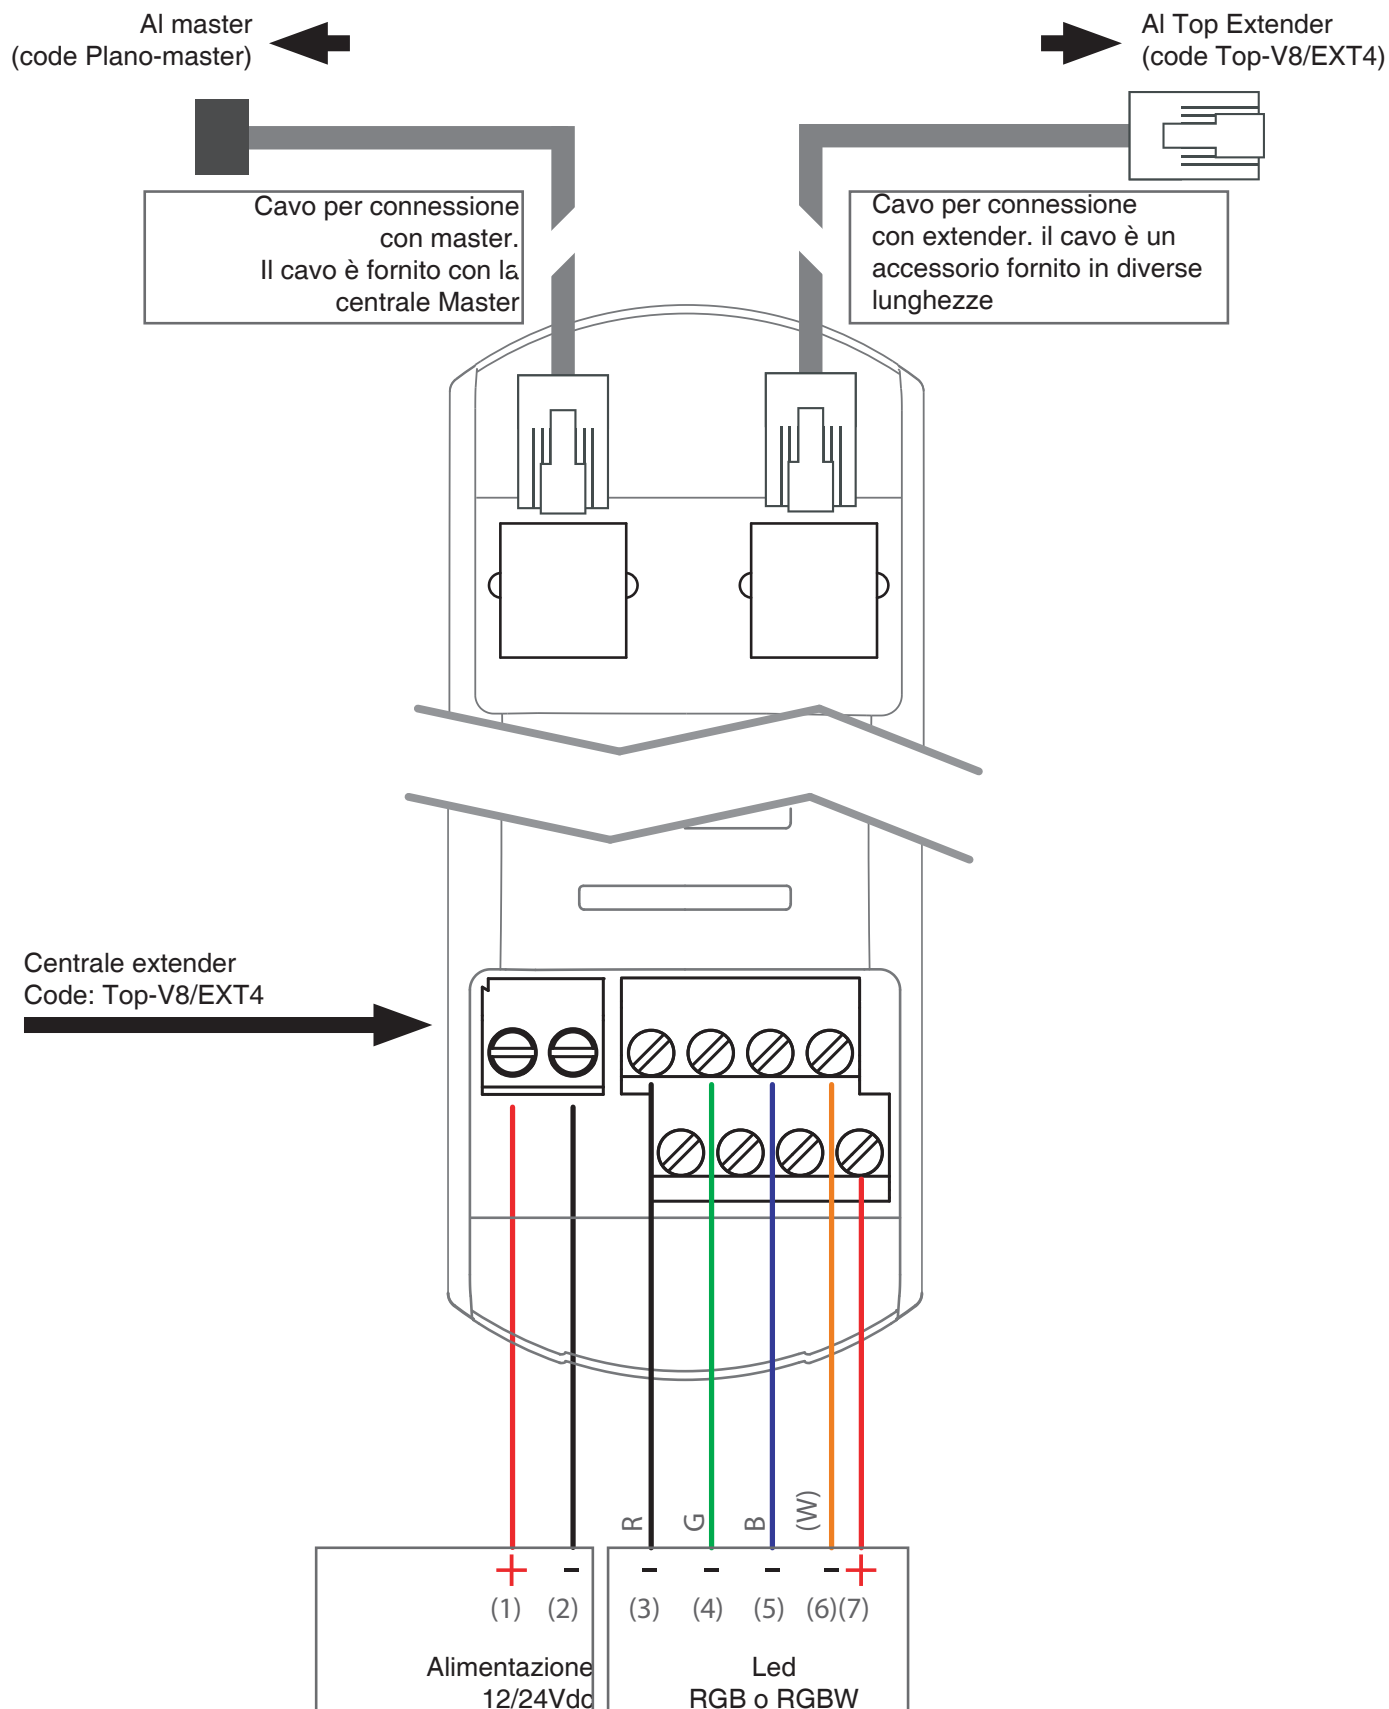 Al master
(code Plano-master)
Al Top Extender
(code Top-V8/EXT4)
Cavo per connessione
con master.
Il cavo è fornito con la
centrale Master
Cavo per connessione
con extender. il cavo è un
accessorio fornito in diverse
lunghezze
Centrale extender
Code: Top-V8/EXT4
R G B (W)
+ - - - - - +
(1) (2) (3) (4) (5) (6) (7)
Alimentazione
12/24Vdc
Led
RGB o RGBW